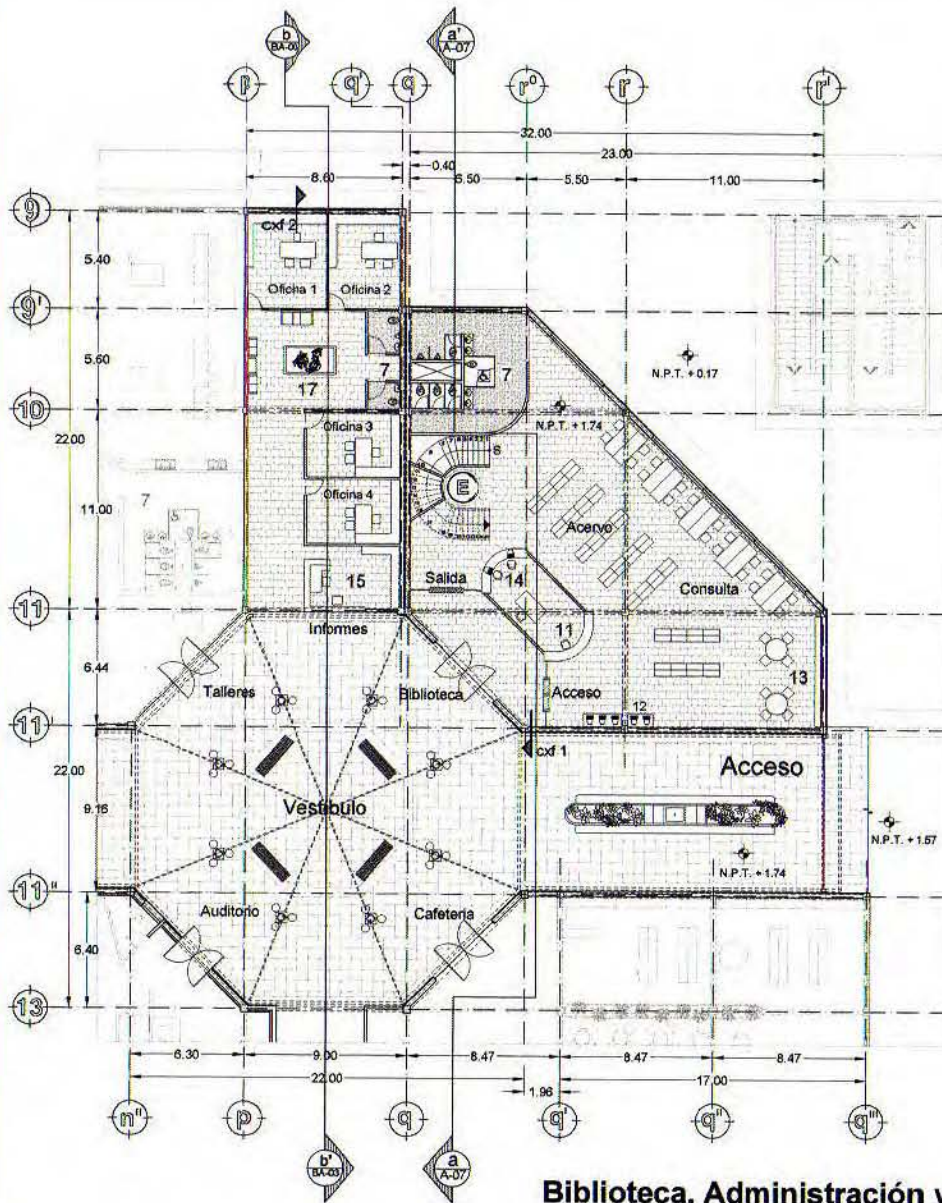 b
BA-06
a'
A-07
p
q'
q
r⁰
r
r'
32.00
23.00
0.40
8.60
6.50
5.50
11.00
9
cxf 2
5.40
Oficina 1
Oficina 2
9'
5.60
17
7
7
N.P.T. + 0.17
10
N.P.T. + 1.74
22.00
Oficina 3
S
E
11.00
7
Oficina 4
Acervo
15
Salida
14
Consulta
11
Informes
11
6.44
Talleres
Biblioteca
Acceso
13
12
11'
cxf 1
Acceso
22.00
9.16
Vestíbulo
N.P.T. + 1.57
N.P.T. + 1.74
11"
Auditorio
Cafetería
6.40
13
6.30
9.00
8.47
8.47
8.47
22.00
1.96
17.00
n"
p
q
q'
q"
q'''
b'
BA-03
a
A-07
Biblioteca, Administración y